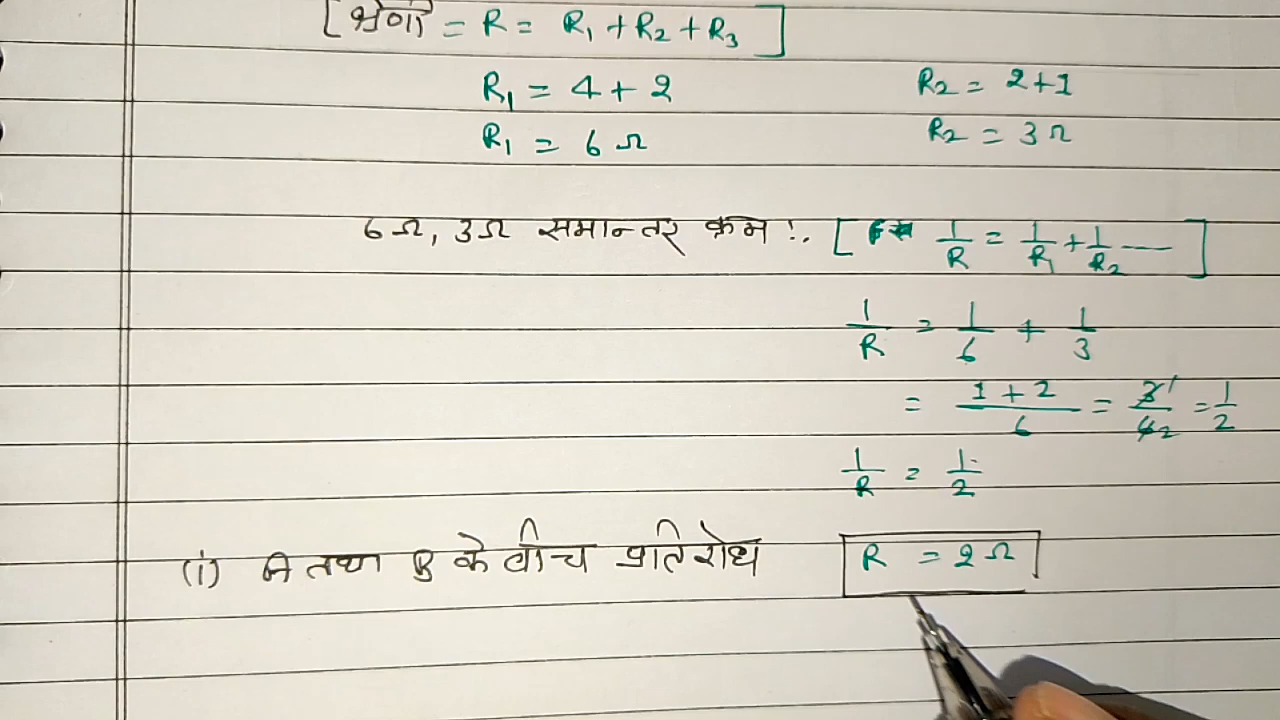 [श्रेणी = R = R₁ + R₂ + R₃]
R₁ = 4 + 2 R₂ = 2+1
R₁ = 6 Ω R₂ = 3 Ω
6Ω, 3Ω समान्तर क्रम :. [ 1/R = 1/R₁ + 1/R₂ — ]
1/R = 1/6 + 1/3
= (1 + 2)/6 = 3/6 = 1/2
1/R = 1/2
(i) A तथा B के बीच प्रतिरोध R = 2 Ω